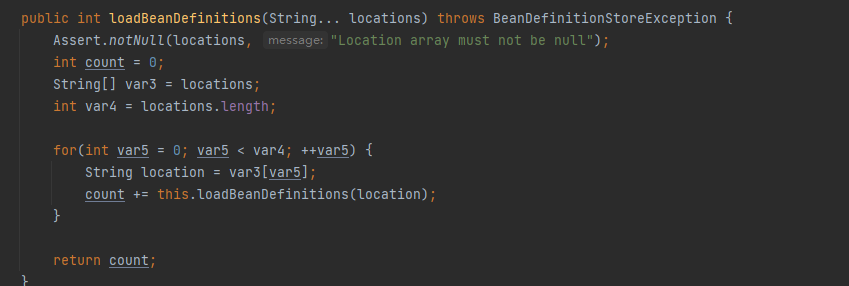 public int loadBeanDefinitions(String... locations) throws BeanDefinitionStoreException {
    Assert.notNull(locations, message: "Location array must not be null");
    int count = 0;
    String[] var3 = locations;
    int var4 = locations.length;

    for(int var5 = 0; var5 < var4; ++var5) {
        String location = var3[var5];
        count += this.loadBeanDefinitions(location);
    }

    return count;
}